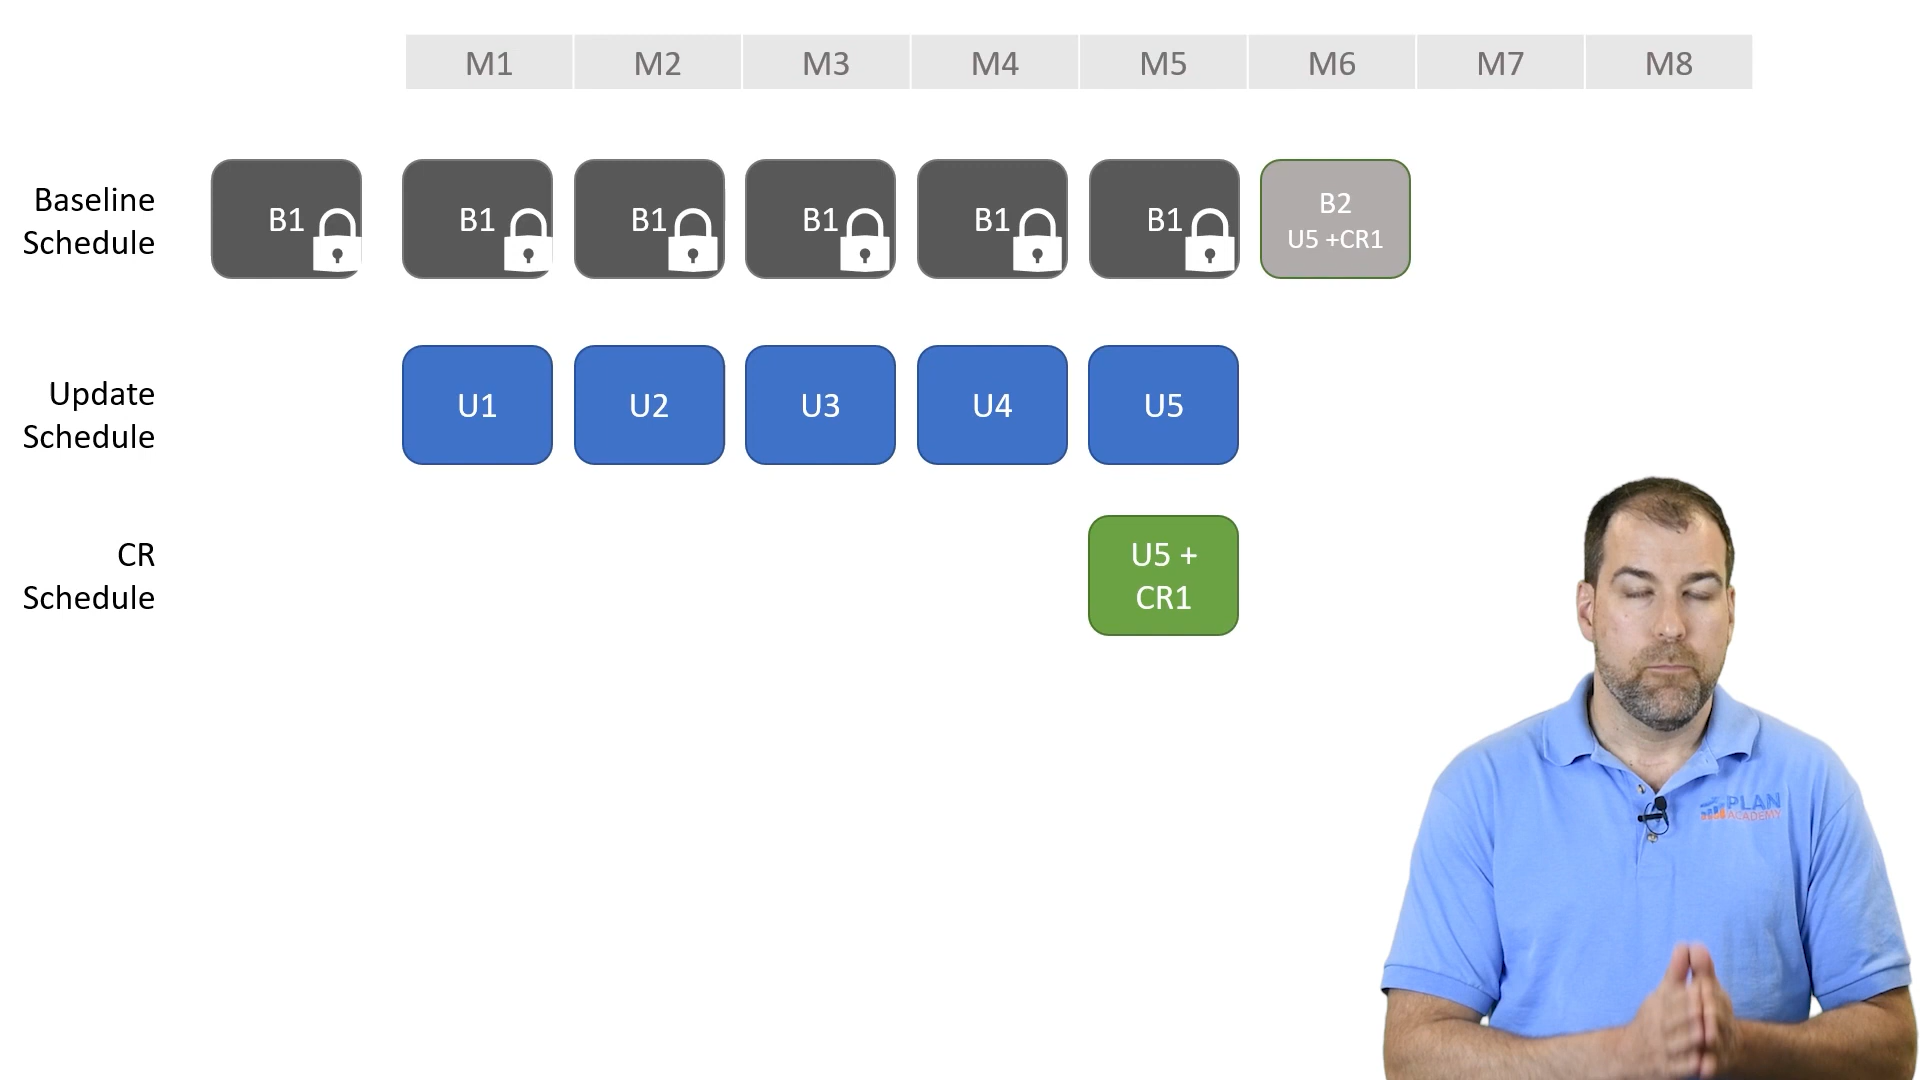 M1 M2 M3 M4 M5 M6 M7 M8
Baseline
Schedule
B1 B1 B1 B1 B1 B1
B2
U5 +CR1
Update
Schedule
U1 U2 U3 U4 U5
CR
Schedule
U5 +
CR1
PLAN
ACADEMY